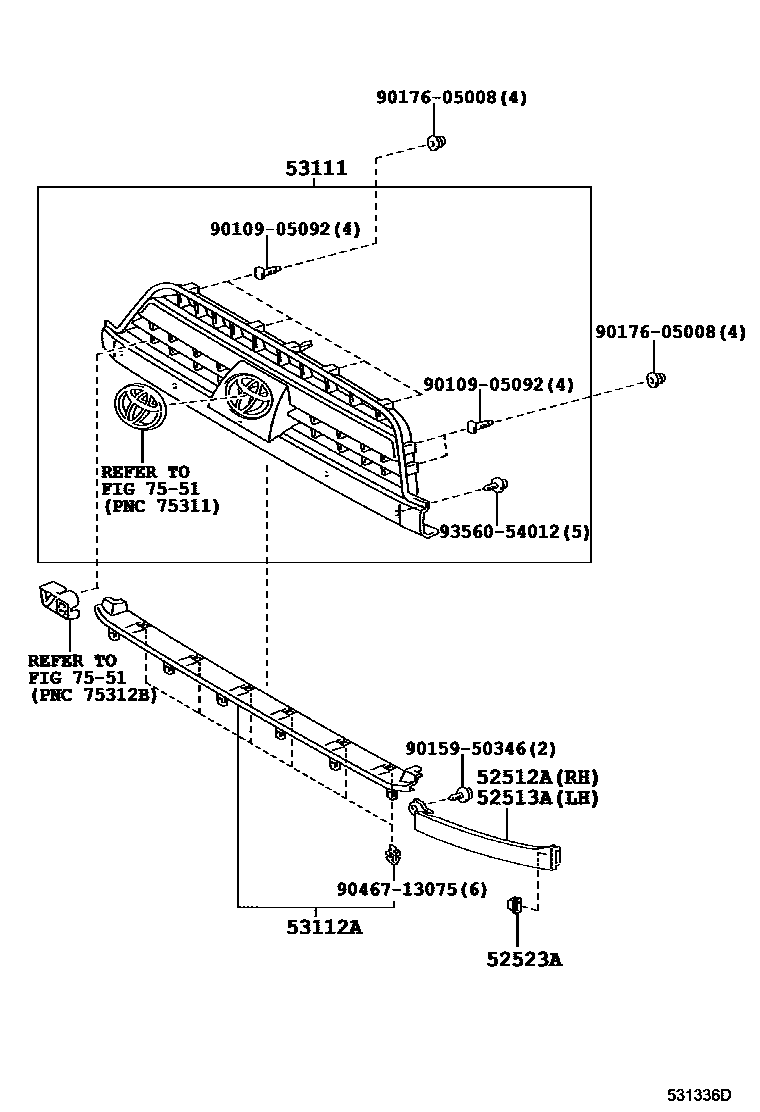 90176-05008(4)
53111
90109-05092(4)
90176-05008(4)
90109-05092(4)
REFER TO
FIG 75-51
(PNC 75311)
93560-54012(5)
V8
REFER TO
FIG 75-51
(PNC 75312B)
90159-50346(2)
52512A(RH)
52513A(LH)
90467-13075(6)
53112A
52523A
531336D